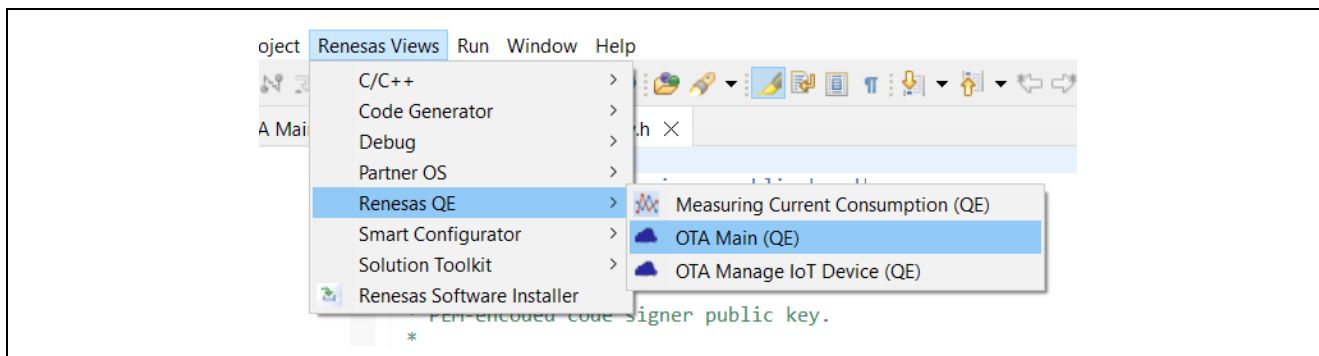 oject Renesas Views Run Window Help
C/C++ >
Code Generator >
A Mai .h ×
Debug >
Partner OS >
Renesas QE >
Measuring Current Consumption (QE)
Smart Configurator >
OTA Main (QE)
Solution Toolkit >
OTA Manage IoT Device (QE)
Renesas Software Installer
* PEM-encoded code signer public key.
*